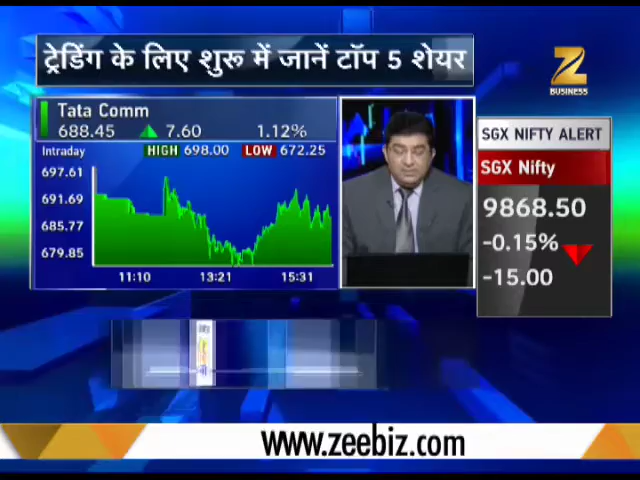 ट्रेडिंग के लिए शुरू में जानें टॉप 5 शेयर
Z
BUSINESS
Tata Comm
688.45 7.60 1.12%
Intraday HIGH 698.00 LOW 672.25
697.61
691.69
685.77
679.85
11:10 13:21 15:31
SGX NIFTY ALERT
SGX Nifty
9868.50
-0.15%
-15.00
www.zeebiz.com